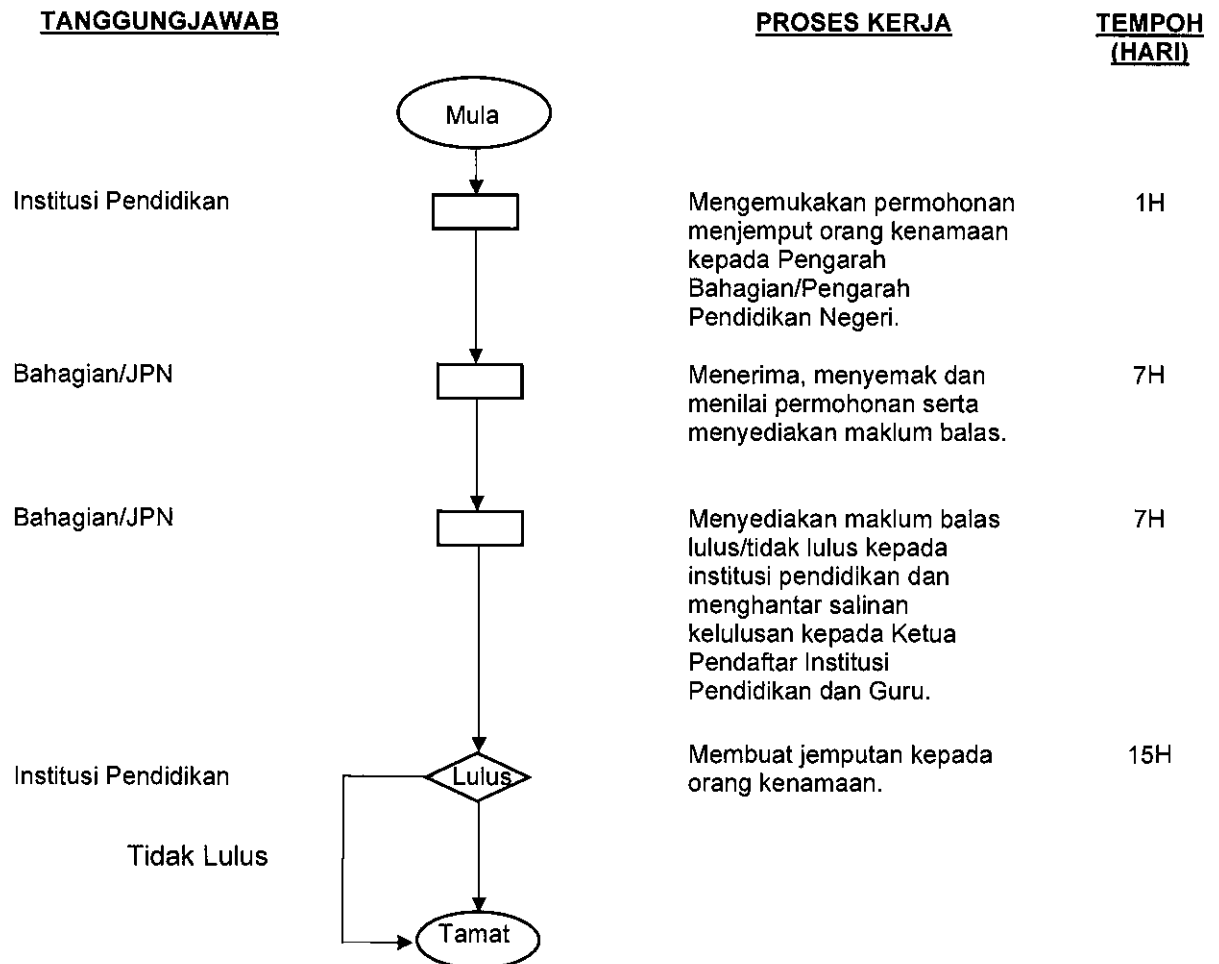 TANGGUNGJAWAB
PROSES KERJA
TEMPOH
(HARI)
Mula
Institusi Pendidikan
Mengemukakan permohonan
menjemput orang kenamaan
kepada Pengarah
Bahagian/Pengarah
Pendidikan Negeri.
1H
Bahagian/JPN
Menerima, menyemak dan
menilai permohonan serta
menyediakan maklum balas.
7H
Bahagian/JPN
Menyediakan maklum balas
lulus/tidak lulus kepada
institusi pendidikan dan
menghantar salinan
kelulusan kepada Ketua
Pendaftar Institusi
Pendidikan dan Guru.
7H
Institusi Pendidikan
Lulus
Membuat jemputan kepada
orang kenamaan.
15H
Tidak Lulus
Tamat